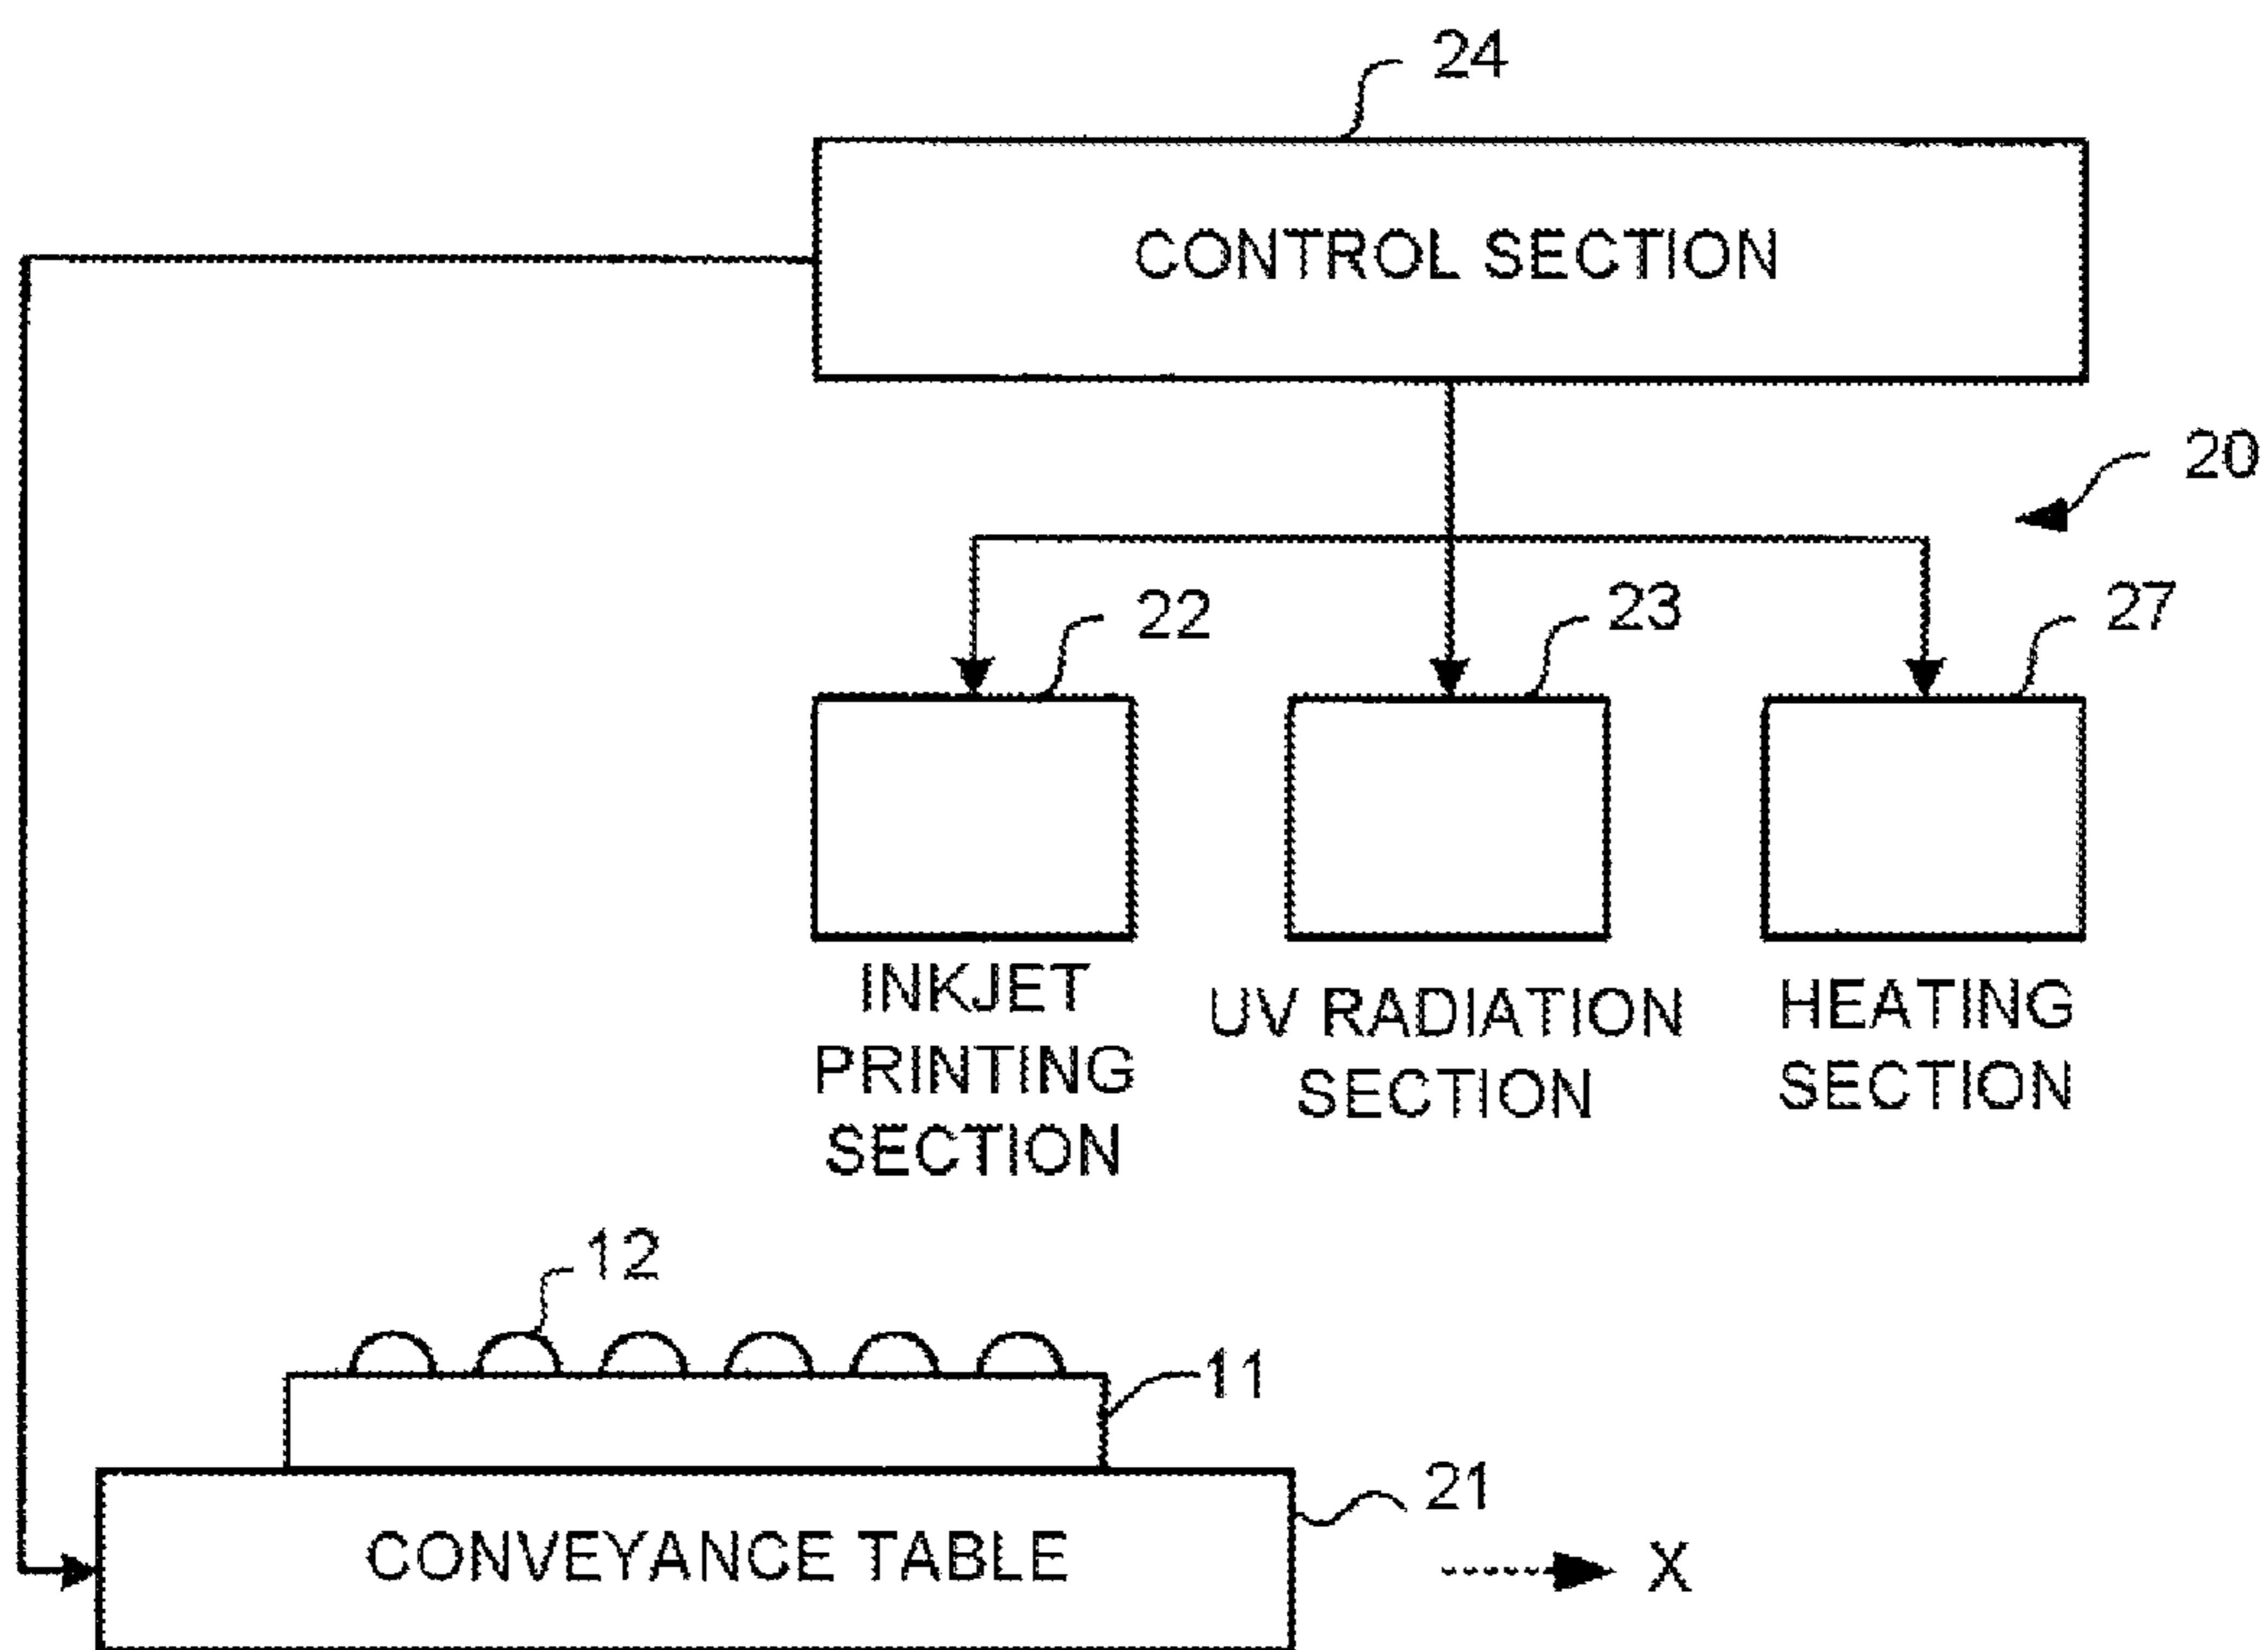 24
CONTROL SECTION
20
22
23
27
INKJET
PRINTING
SECTION
UV RADIATION
SECTION
HEATING
SECTION
12
11
21
CONVEYANCE TABLE
X